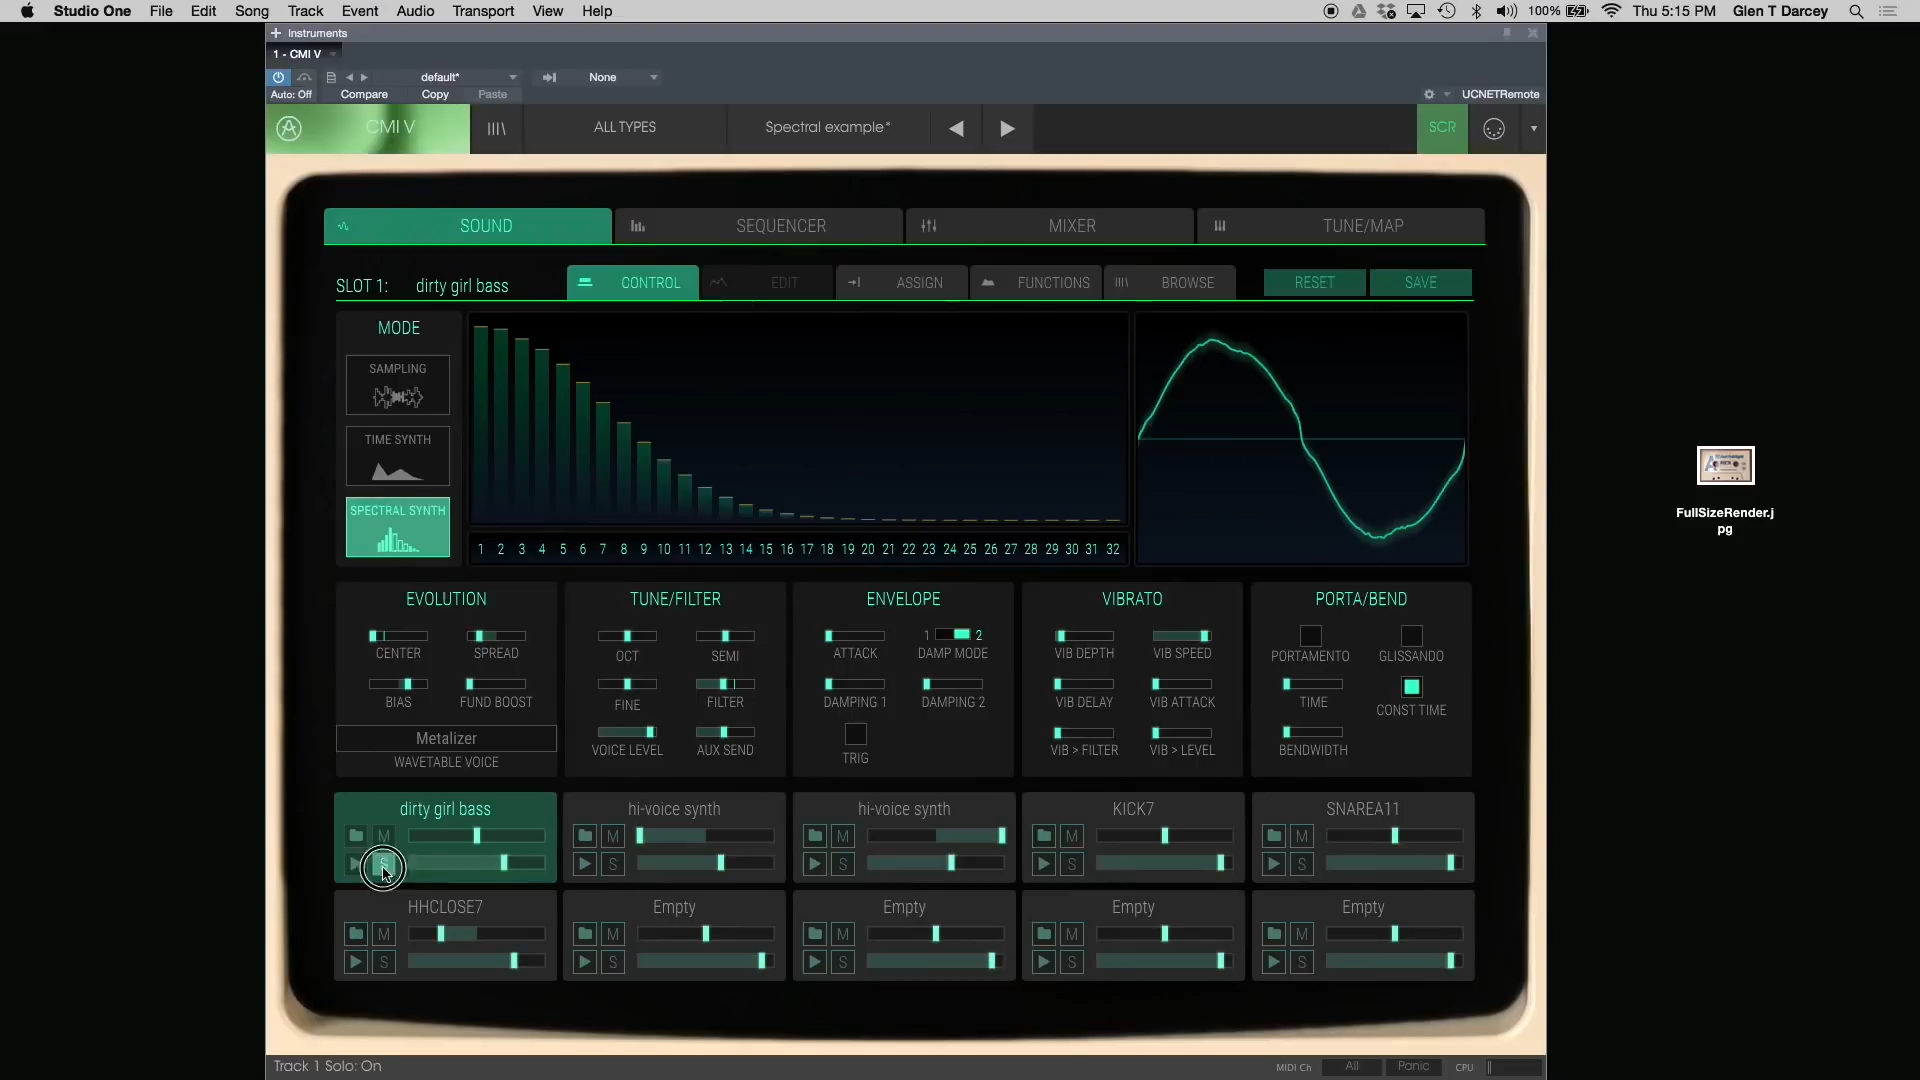 Studio One File Edit Song Track Event Audio Transport View Help 100% Thu 5:15 PM Glen T Darcey
Instruments
1 - CMI V
default* None
Auto: Off Compare Copy Paste UCNETRemote
CMI V ALL TYPES Spectral example* SCR
SOUND SEQUENCER MIXER TUNE/MAP
SLOT 1: dirty girl bass CONTROL EDIT ASSIGN FUNCTIONS BROWSE RESET SAVE
MODE
SAMPLING
TIME SYNTH
SPECTRAL SYNTH
1 2 3 4 5 6 7 8 9 10 11 12 13 14 15 16 17 18 19 20 21 22 23 24 25 26 27 28 29 30 31 32
FullSizeRender.j
pg
EVOLUTION TUNE/FILTER ENVELOPE VIBRATO PORTA/BEND
1 2
CENTER SPREAD OCT SEMI ATTACK DAMP MODE VIB DEPTH VIB SPEED PORTAMENTO GLISSANDO
BIAS FUND BOOST FINE FILTER DAMPING 1 DAMPING 2 VIB DELAY VIB ATTACK TIME CONST TIME
Metalizer
WAVETABLE VOICE VOICE LEVEL AUX SEND TRIG VIB > FILTER VIB > LEVEL BENDWIDTH
dirty girl bass hi-voice synth hi-voice synth KICK7 SNAREA11
M M M M M
S S S S S
HHCLOSE7 Empty Empty Empty Empty
M M M M M
S S S S S
Track 1 Solo: On MIDI Ch All Panic CPU